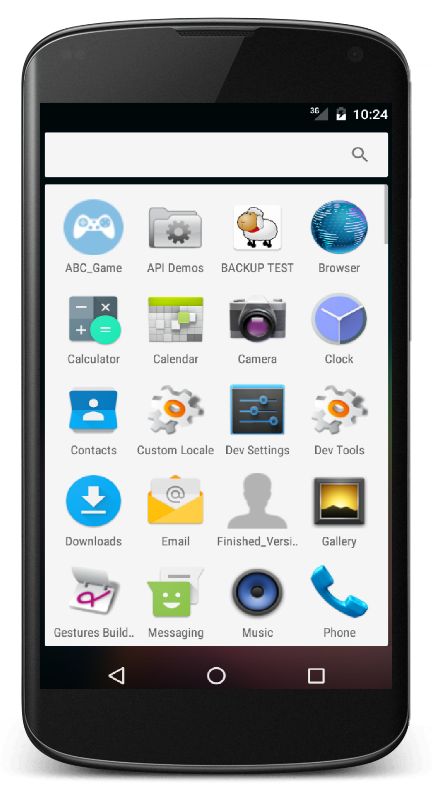 3G 10:24
ABC_Game API Demos BACKUP TEST Browser
Calculator Calendar Camera Clock
Contacts Custom Locale Dev Settings Dev Tools
Downloads Email Finished_Versi.. Gallery
Gestures Build.. Messaging Music Phone